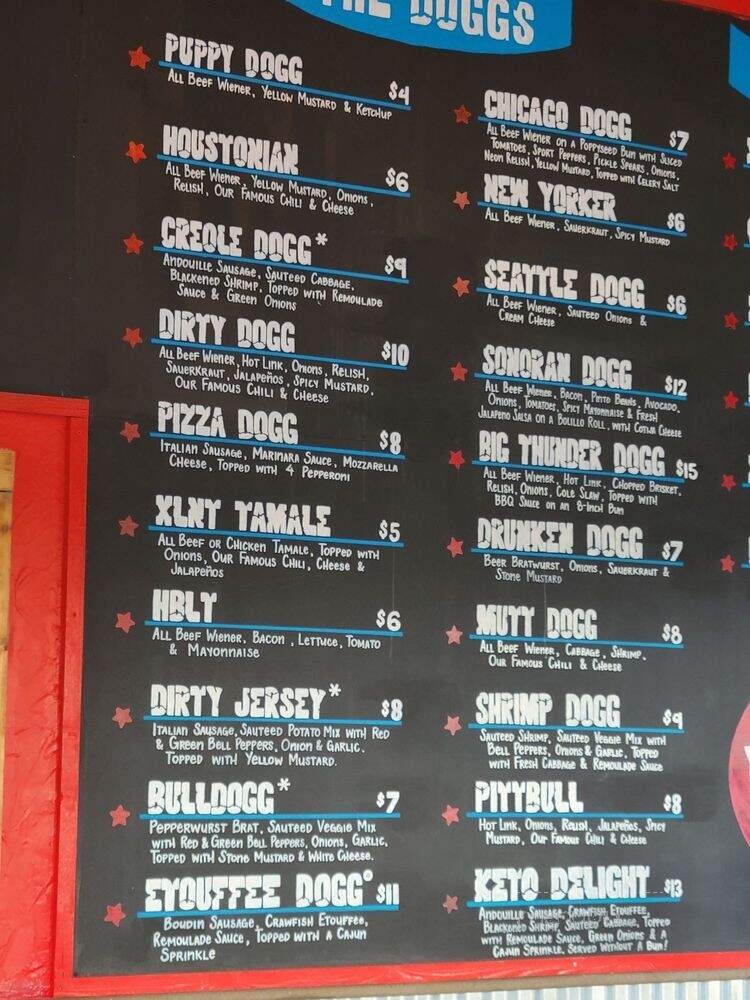 THE DOGGS
PUPPY DOGG $4
All Beef Wiener, Yellow Mustard & Ketchup
HOUSTONIAN $6
All Beef Wiener, Yellow Mustard, Onions,
Relish, Our Famous Chili & Cheese
CREOLE DOGG* $9
Andouille Sausage, Sauteed Cabbage,
Blackened Shrimp, Topped with Remoulade
Sauce & Green Onions
DIRTY DOGG $10
All Beef Wiener, Hot Link, Onions, Relish,
Sauerkraut, Jalapeños, Spicy Mustard,
Our Famous Chili & Cheese
PIZZA DOGG $8
Italian Sausage, Marinara Sauce, Mozzarella
Cheese, Topped with 4 Pepperoni
XLNT TAMALE $5
All Beef or Chicken Tamale, Topped with
Onions, Our Famous Chili, Cheese &
Jalapeños
HBLT $6
All Beef Wiener, Bacon, Lettuce, Tomato
& Mayonnaise
DIRTY JERSEY* $8
Italian Sausage, Sauteed Potato Mix with Red
& Green Bell Peppers, Onion & Garlic.
Topped with Yellow Mustard.
BULLDOGG* $7
Pepperwurst Brat, Sauteed Veggie Mix
with Red & Green Bell Peppers, Onions, Garlic,
Topped with Stone Mustard & White Cheese.
ETOUFFEE DOGG° $11
Boudin Sausage, Crawfish Etouffee,
Remoulade Sauce, Topped with a Cajun
Sprinkle
CHICAGO DOGG $7
All Beef Wiener on a Poppyseed Bun with Sliced
Tomatoes, Sport Peppers, Pickle Spears, Onions,
Neon Relish, Yellow Mustard, Topped with Celery Salt
NEW YORKER $6
All Beef Wiener, Sauerkraut, Spicy Mustard
SEATTLE DOGG $6
All Beef Wiener, Sauteed Onions &
Cream Cheese
SONORAN DOGG $12
All Beef Wiener, Bacon, Pinto Beans, Avocado,
Onions, Tomatoes, Spicy Mayonnaise & Fresh
Jalapeno Salsa on a Bolillo Roll, with Cotija Cheese
BIG THUNDER DOGG $15
All Beef Wiener, Hot Link, Chopped Brisket,
Relish, Onions, Cole Slaw, Topped with
BBQ Sauce on an 8-Inch Bun
DRUNKEN DOGG $7
Beer Bratwurst, Onions, Sauerkraut &
Stone Mustard
MUTT DOGG $8
All Beef Wiener, Cabbage, Shrimp,
Our Famous Chili & Cheese
SHRIMP DOGG $9
Sauteed Shrimp, Sauteed Veggie Mix with
Bell Peppers, Onions & Garlic, Topped
with Fresh Cabbage & Remoulade Sauce
PITTBULL $8
Hot Link, Onions, Relish, Jalapeños, Spicy
Mustard, Our Famous Chili & Cheese
KETO DELIGHT $13
Andouille Sausage, Crawfish Etouffee,
Blackened Shrimp, Sauteed Cabbage, Topped
with Remoulade Sauce, Green Onions & a
Cajun Sprinkle. Served Without a Bun!